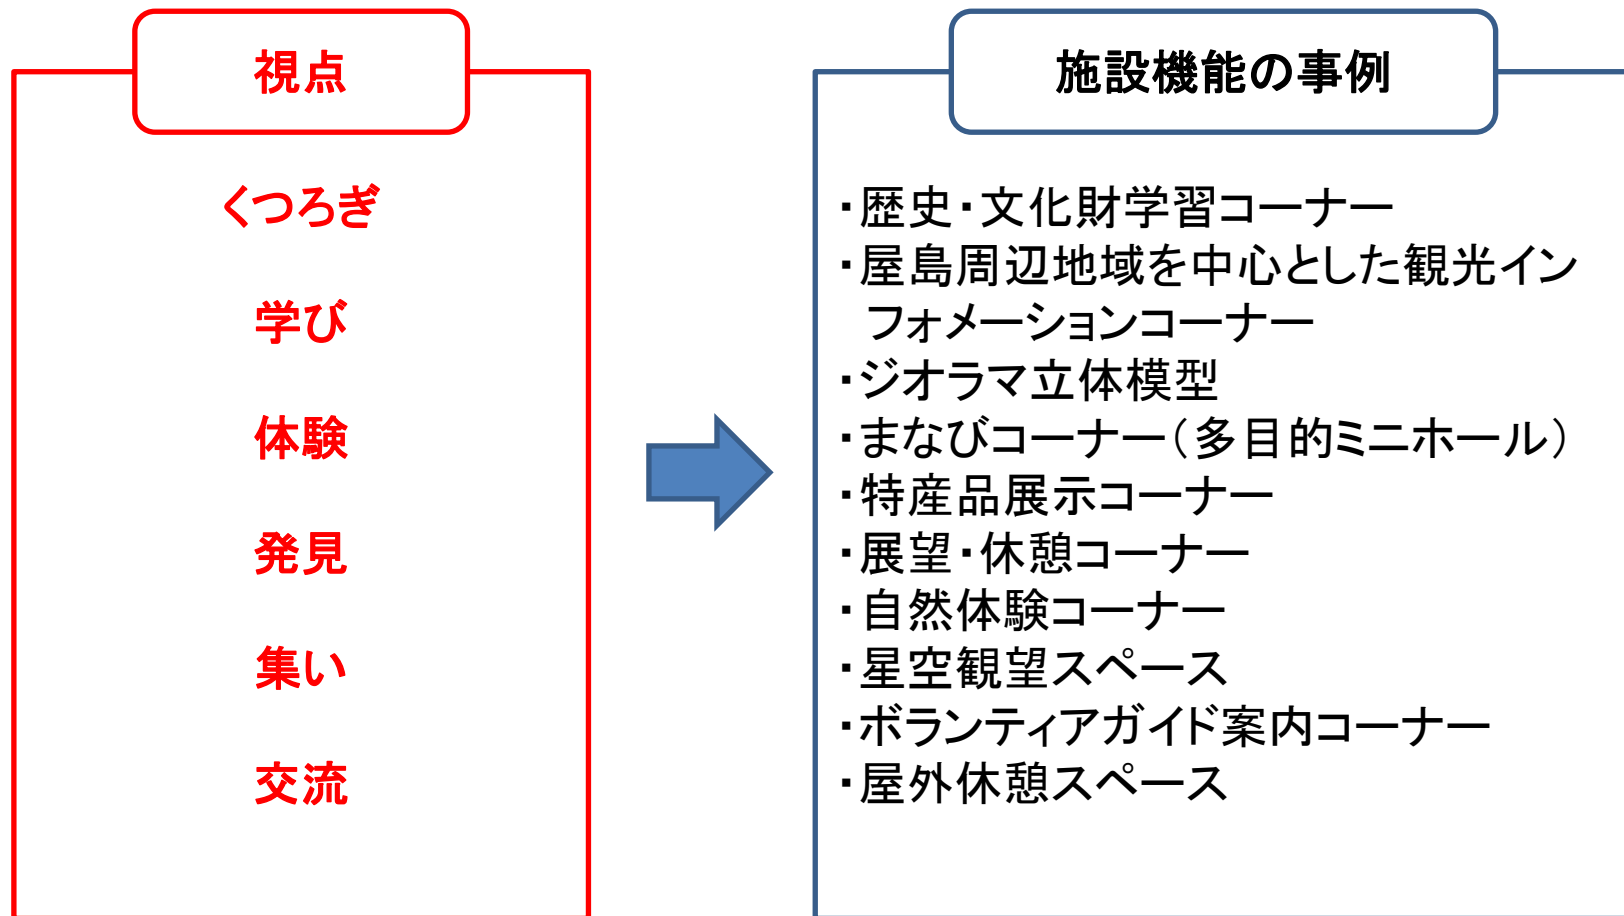 視点
くつろぎ
学び
体験
発見
集い
交流
施設機能の事例
・歴史・文化財学習コーナー
・屋島周辺地域を中心とした観光イン
フォメーションコーナー
・ジオラマ立体模型
・まなびコーナー(多目的ミニホール)
・特産品展示コーナー
・展望・休憩コーナー
・自然体験コーナー
・星空観望スペース
・ボランティアガイド案内コーナー
・屋外休憩スペース